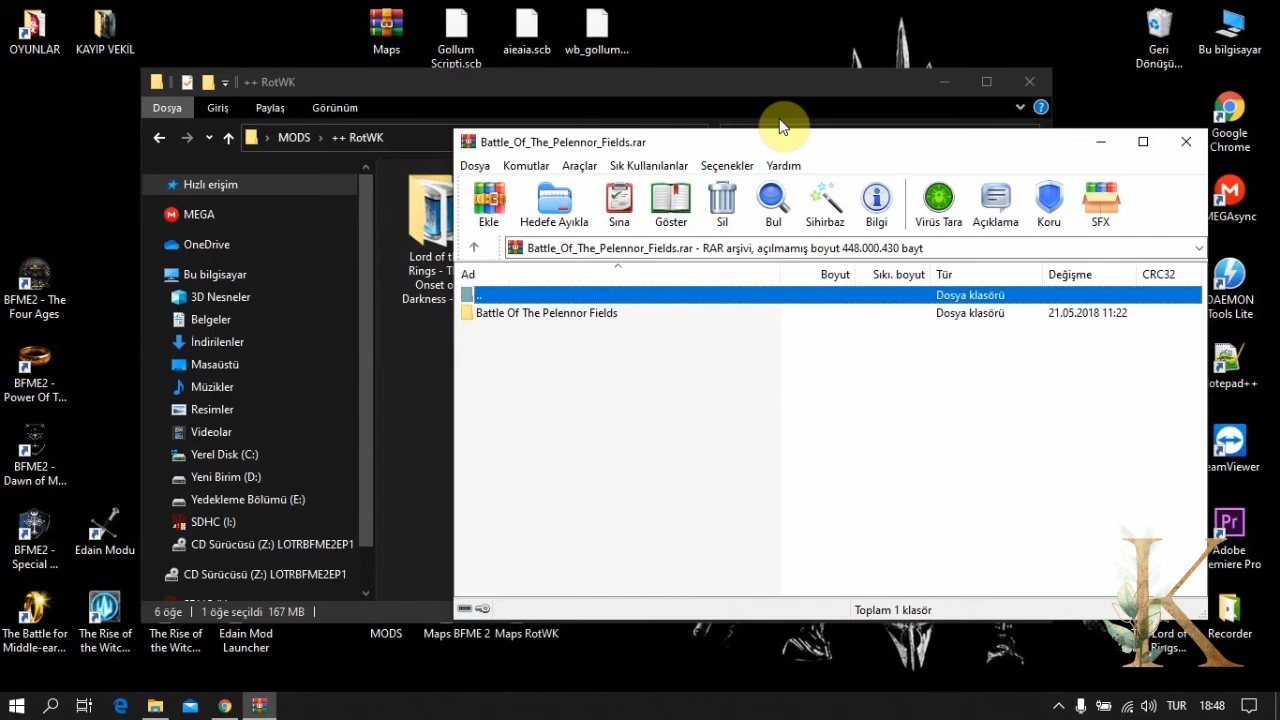 OYUNLAR
KAYIP VEKİL
Maps
Gollum
Scripti.scb
aieaia.scb
wb_gollum...
Geri
Dönüşü...
Bu bilgisayar
++ RotWK
Dosya
Giriş
Paylaş
Görünüm
MODS
++ RotWK
Hızlı erişim
MEGA
OneDrive
Bu bilgisayar
3D Nesneler
Belgeler
İndirilenler
Masaüstü
Müzikler
Resimler
Videolar
Yerel Disk (C:)
Yeni Birim (D:)
Yedekleme Bölümü (E:)
SDHC (I:)
CD Sürücüsü (Z:) LOTRBFME2EP1
CD Sürücüsü (Z:) LOTRBFME2EP1
6 öğe
1 öğe seçildi 167 MB
Lord of
Rings - T
Onset o
Darkness -
Battle_Of_The_Pelennor_Fields.rar
Dosya
Komutlar
Araçlar
Sık Kullanılanlar
Seçenekler
Yardım
Ekle
Hedefe Ayıkla
Sına
Göster
Sil
Bul
Sihirbaz
Bilgi
Virüs Tara
Açıklama
Koru
SFX
Battle_Of_The_Pelennor_Fields.rar - RAR arşivi, açılmamış boyut 448.000.430 bayt
Ad
Boyut
Sıkı. boyut
Tür
Değişme
CRC32
..
Dosya klasörü
Battle Of The Pelennor Fields
Dosya klasörü
21.05.2018 11:22
Toplam 1 klasör
BFME2 - The
Four Ages
BFME2 -
Power Of T...
BFME2 -
Dawn of M...
BFME2 -
Special ...
Edain Modu
The Battle for
Middle-ear...
The Rise of
the Witc...
The Rise of
the Witc...
Edain Mod
Launcher
MODS
Maps BFME 2
Maps RotWK
Google
Chrome
MEGAsync
DAEMON
Tools Lite
otepad++
eamViewer
Pr
Adobe
emiere Pro
Lord of
Rings...
Recorder
K
TUR
18:48